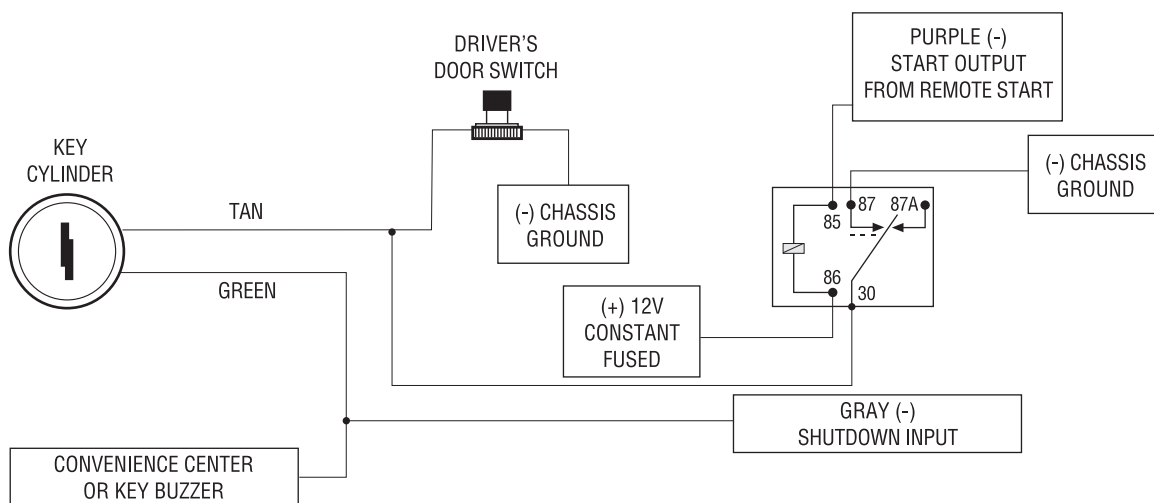 DRIVER'S
DOOR SWITCH
PURPLE (-)
START OUTPUT
FROM REMOTE START
KEY
CYLINDER
(-) CHASSIS
GROUND
TAN
(-) CHASSIS
GROUND
87
87A
85
GREEN
86
30
(+) 12V
CONSTANT
FUSED
GRAY (-)
SHUTDOWN INPUT
CONVENIENCE CENTER
OR KEY BUZZER